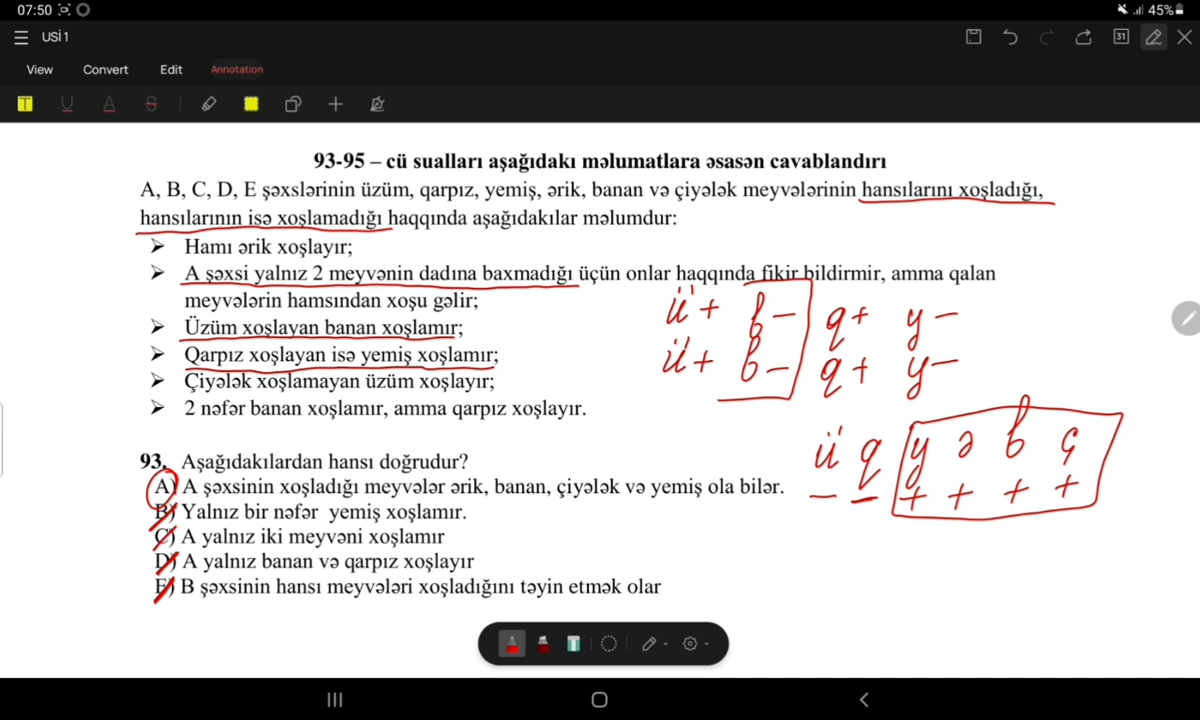 07:50 45%
USİ 1
31
View Convert Edit Annotation
T U A S
93-95 – cü sualları aşağıdakı məlumatlara əsasən cavablandırı
A, B, C, D, E şəxslərinin üzüm, qarpız, yemiş, ərik, banan və çiyələk meyvələrinin hansılarını xoşladığı,
hansılarının isə xoşlamadığı haqqında aşağıdakılar məlumdur:
➢ Hamı ərik xoşlayır;
➢ A şəxsi yalnız 2 meyvənin dadına baxmadığı üçün onlar haqqında fikir bildirmir, amma qalan
meyvələrin hamsından xoşu gəlir;
➢ Üzüm xoşlayan banan xoşlamır;
➢ Qarpız xoşlayan isə yemiş xoşlamır;
➢ Çiyələk xoşlamayan üzüm xoşlayır;
➢ 2 nəfər banan xoşlamır, amma qarpız xoşlayır.
ü + b – q + y –
ü + b – q + y –
ü q y ə b ç
– – + + + +
93. Aşağıdakılardan hansı doğrudur?
A) A şəxsinin xoşladığı meyvələr ərik, banan, çiyələk və yemiş ola bilər.
B) Yalnız bir nəfər yemiş xoşlamır.
C) A yalnız iki meyvəni xoşlamır
D) A yalnız banan və qarpız xoşlayır
E) B şəxsinin hansı meyvələri xoşladığını təyin etmək olar